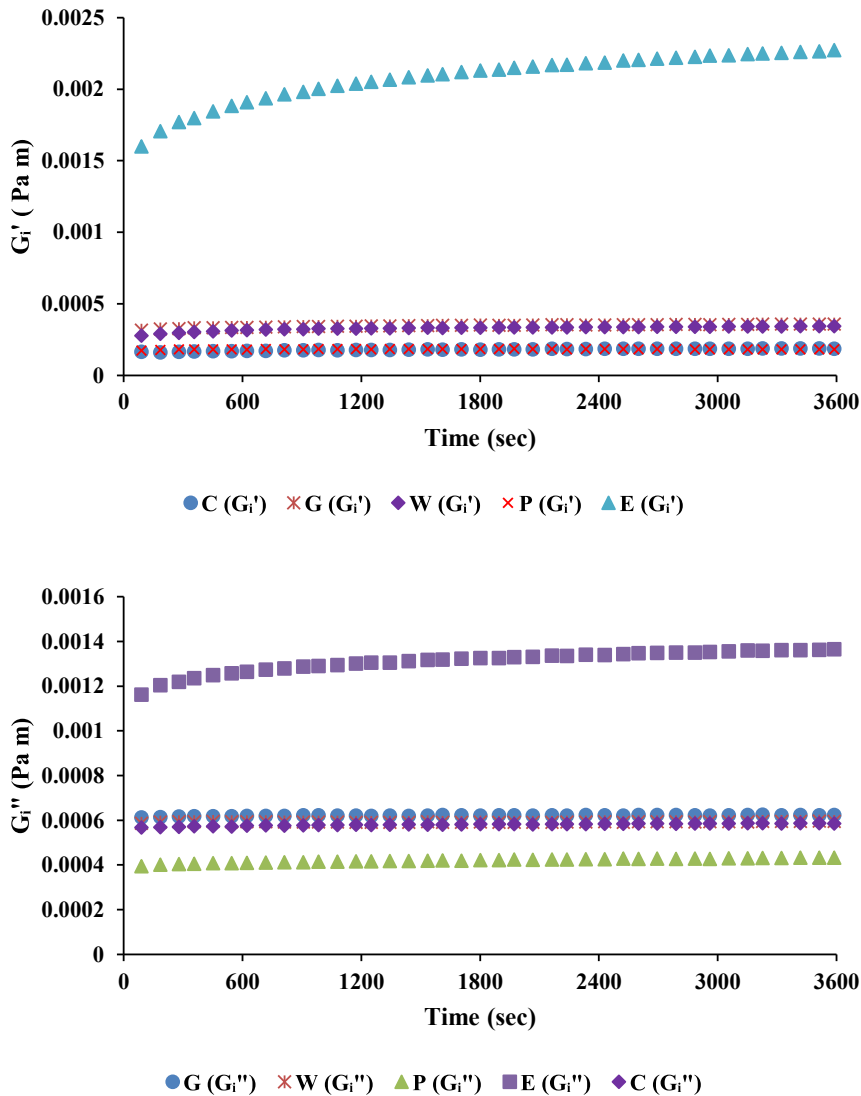 0.0025
0.002
0.0015
0.001
0.0005
0
Gᵢ' ( Pa m)
0 600 1200 1800 2400 3000 3600
Time (sec)
C (Gᵢ') G (Gᵢ') W (Gᵢ') P (Gᵢ') E (Gᵢ')
0.0016
0.0014
0.0012
0.001
0.0008
0.0006
0.0004
0.0002
0
Gᵢ" (Pa m)
0 600 1200 1800 2400 3000 3600
Time (sec)
G (Gᵢ") W (Gᵢ") P (Gᵢ") E (Gᵢ") C (Gᵢ")